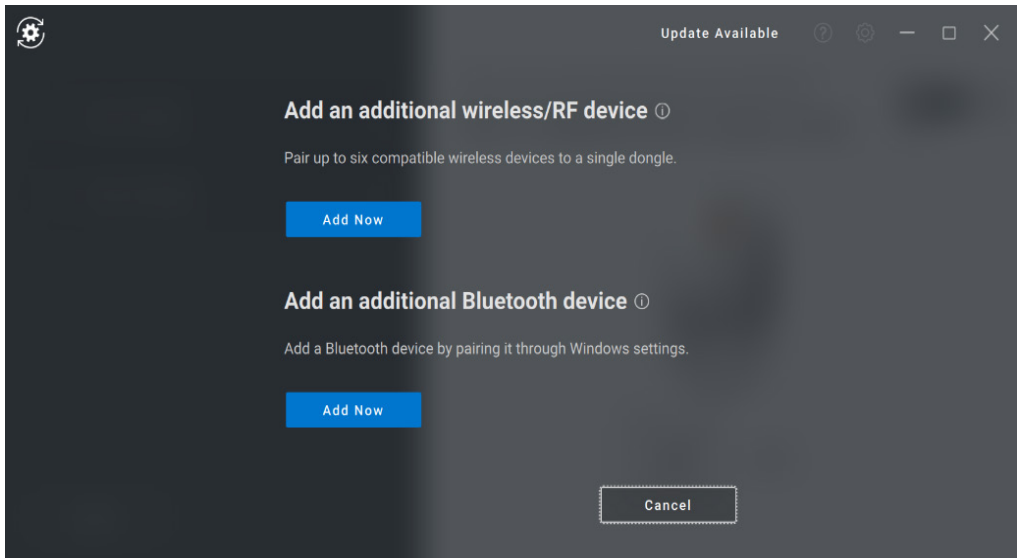 Update Available
Add an additional wireless/RF device
Pair up to six compatible wireless devices to a single dongle.
Add Now
Add an additional Bluetooth device
Add a Bluetooth device by pairing it through Windows settings.
Add Now
Cancel